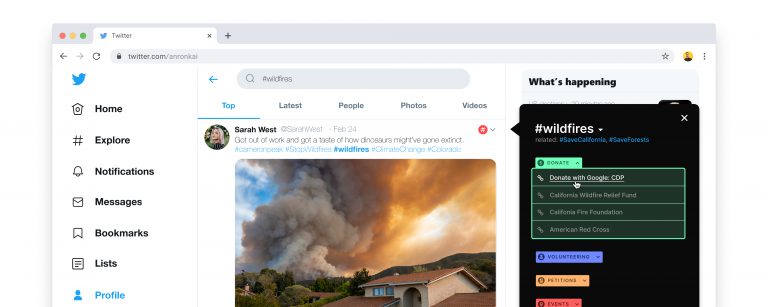 Twitter
twitter.com/anronkai
#wildfires
What's happening
Home
Top
Latest
People
Photos
Videos
Explore
Sarah West @SarahWest · Feb 24
Got out of work and got a taste of how dinosaurs might've gone extinct.
#cameronpeak #StopWildfires #wildfires #ClimateChange #Colorado
Notifications
Messages
Bookmarks
Lists
Profile
#wildfires
related: #SaveCalifornia, #SaveForests
DONATE
Donate with Google: CDP
California Wildfire Relief Fund
Califonia Fire Foundation
American Red Cross
VOLUNTEERING
PETITIONS
EVENTS